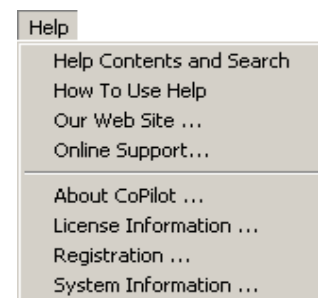 Help
Help Contents and Search
How To Use Help
Our Web Site ...
Online Support...
About CoPilot ...
License Information ...
Registration ...
System Information ...